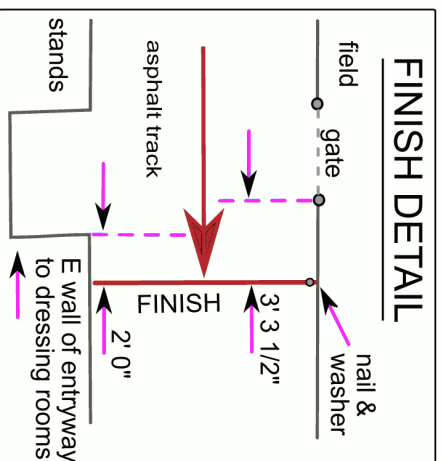 FINISH DETAIL
field
gate
nail &
washer
asphalt track
FINISH
3' 3 1/2"
2' 0"
stands
E wall of entryway
to dressing rooms